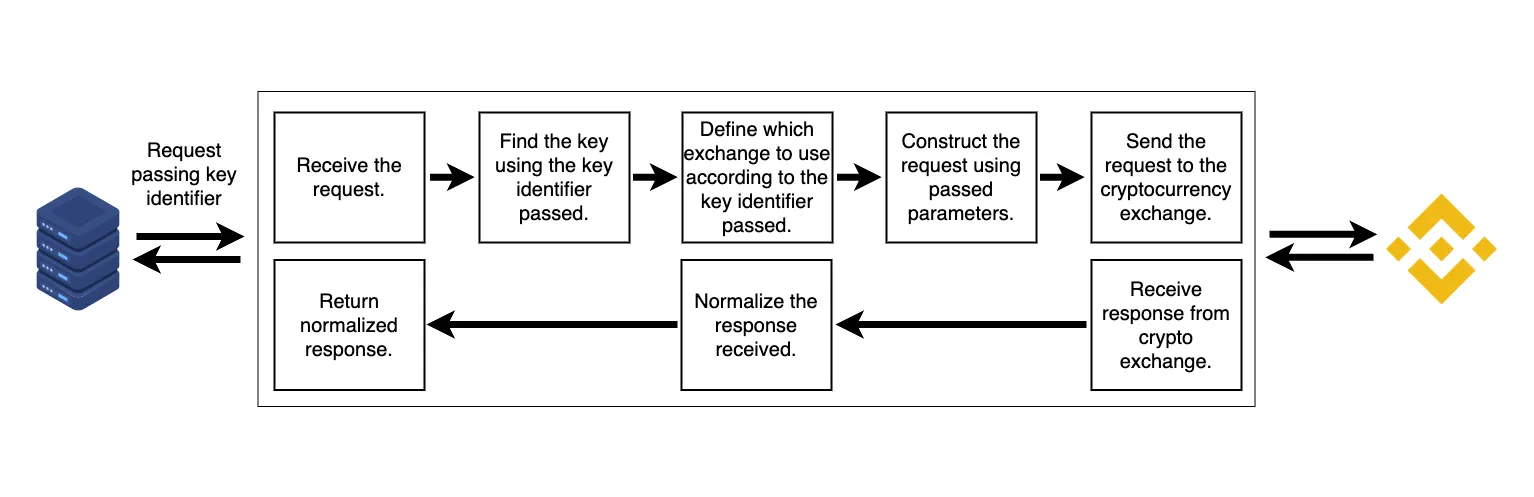 Request
passing key
identifier
Receive the
request.
Find the key
using the key
identifier
passed.
Define which
exchange to use
according to the
key identifier
passed.
Construct the
request using
passed
parameters.
Send the
request to the
cryptocurrency
exchange.
Return
normalized
response.
Normalize the
response
received.
Receive
response from
crypto
exchange.